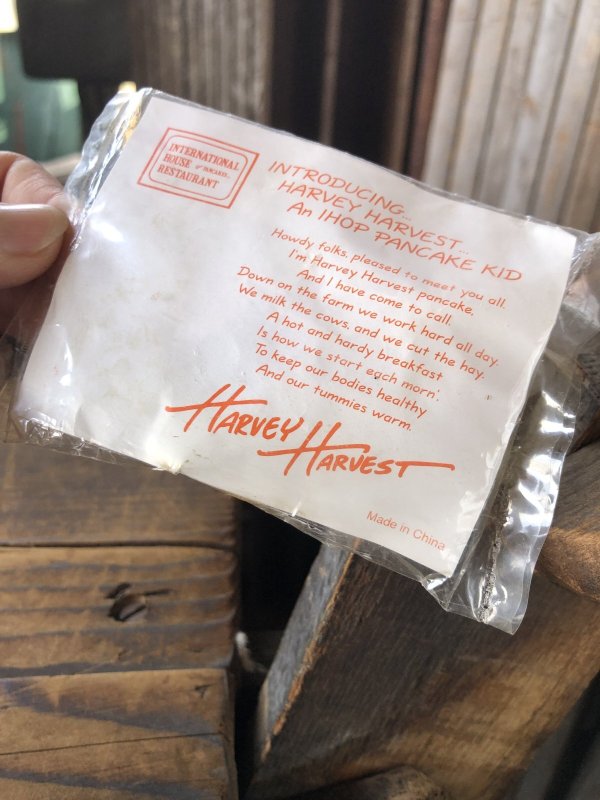 INTERNATIONAL
HOUSE OF PANCAKES
RESTAURANT
INTRODUCING...
HARVEY HARVEST...
An IHOP PANCAKE KID
Howdy folks, pleased to meet you all.
I'm Harvey Harvest pancake,
And I have come to call.
Down on the farm we work hard all day.
We milk the cows, and we cut the hay.
A hot and hardy breakfast
Is how we start each morn'.
To keep our bodies healthy
And our tummies warm.
HARVEY HARVEST
Made in China